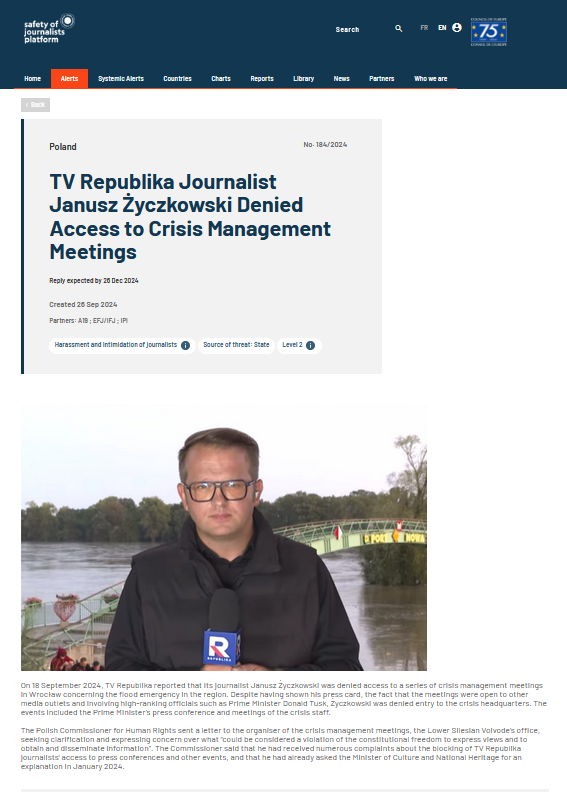 safety of
journalists
platform
Search
FR EN
COUNCIL OF EUROPE
75
CONSEIL DE L'EUROPE
Home Alerts Systemic Alerts Countries Charts Reports Library News Partners Who we are
‹ Back
Poland
No. 184/2024
TV Republika Journalist
Janusz Życzkowski Denied
Access to Crisis Management
Meetings
Reply expected by 26 Dec 2024
Created 26 Sep 2024
Partners: A19 ; EFJ/IFJ ; IPI
Harassment and intimidation of journalists Source of threat: State Level 2
R
REPUBLIKA
On 18 September 2024, TV Republika reported that its journalist Janusz Życzkowski was denied access to a series of crisis management meetings
in Wrocław concerning the flood emergency in the region. Despite having shown his press card, the fact that the meetings were open to other
media outlets and involving high-ranking officials such as Prime Minister Donald Tusk, Życzkowski was denied entry to the crisis headquarters. The
events included the Prime Minister's press conference and meetings of the crisis staff.
The Polish Commissioner for Human Rights sent a letter to the organiser of the crisis management meetings, the Lower Silesian Voivode's office,
seeking clarification and expressing concern over what "could be considered a violation of the constitutional freedom to express views and to
obtain and disseminate information". The Commissioner said that he had received numerous complaints about the blocking of TV Republika
journalists' access to press conferences and other events, and that he had already asked the Minister of Culture and National Heritage for an
explanation in January 2024.